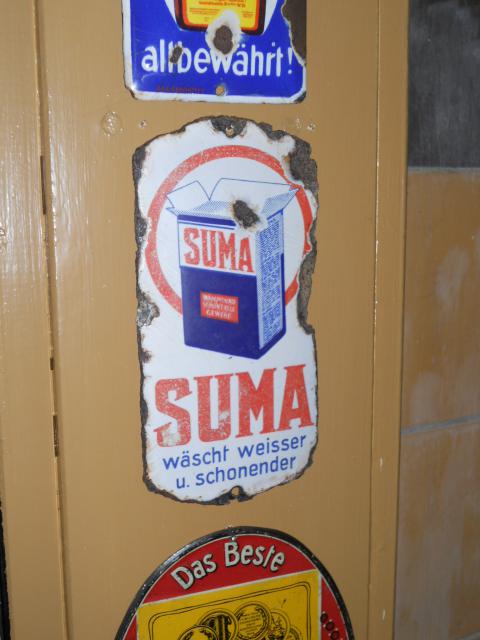 altbewährt!
SUMA
SUMA
wäscht weisser
u. schonender
Das Beste